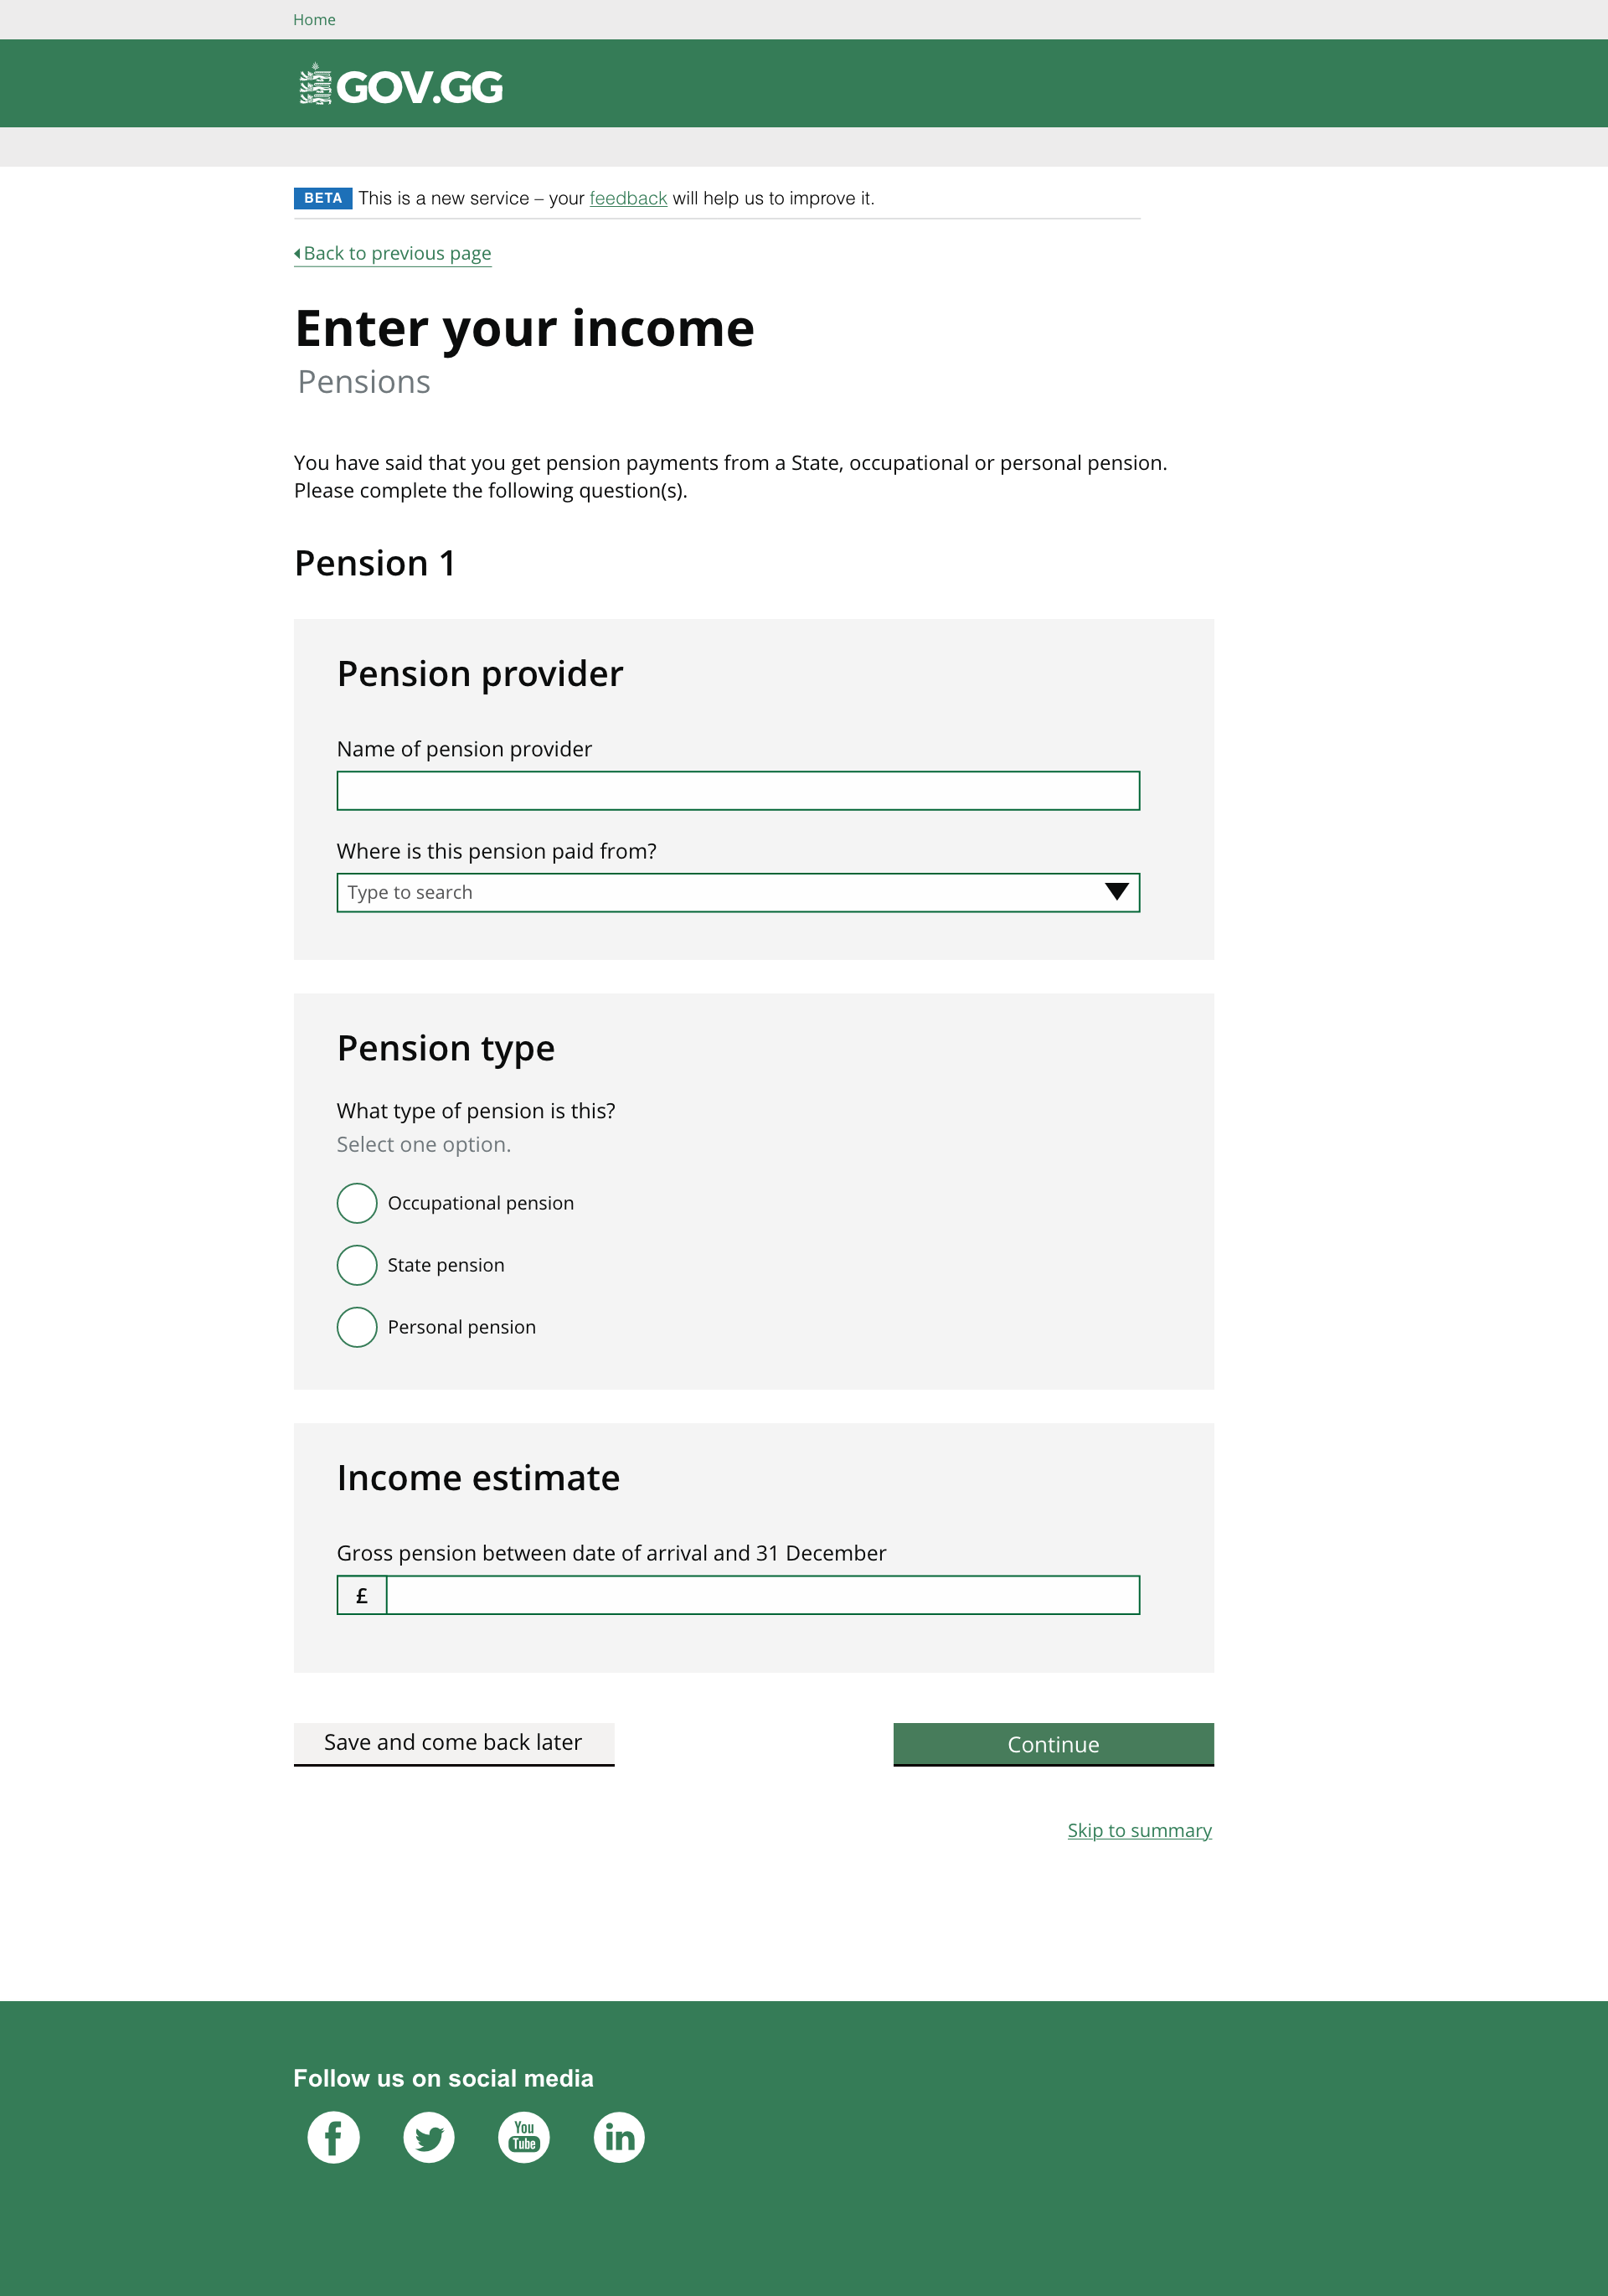 Home
GOV.GG
BETA This is a new service – your feedback will help us to improve it.
Back to previous page
Enter your income
Pensions
You have said that you get pension payments from a State, occupational or personal pension.
Please complete the following question(s).
Pension 1
Pension provider
Name of pension provider
Where is this pension paid from?
Type to search
Pension type
What type of pension is this?
Select one option.
Occupational pension
State pension
Personal pension
Income estimate
Gross pension between date of arrival and 31 December
£
Save and come back later
Continue
Skip to summary
Follow us on social media
You
Tube
in